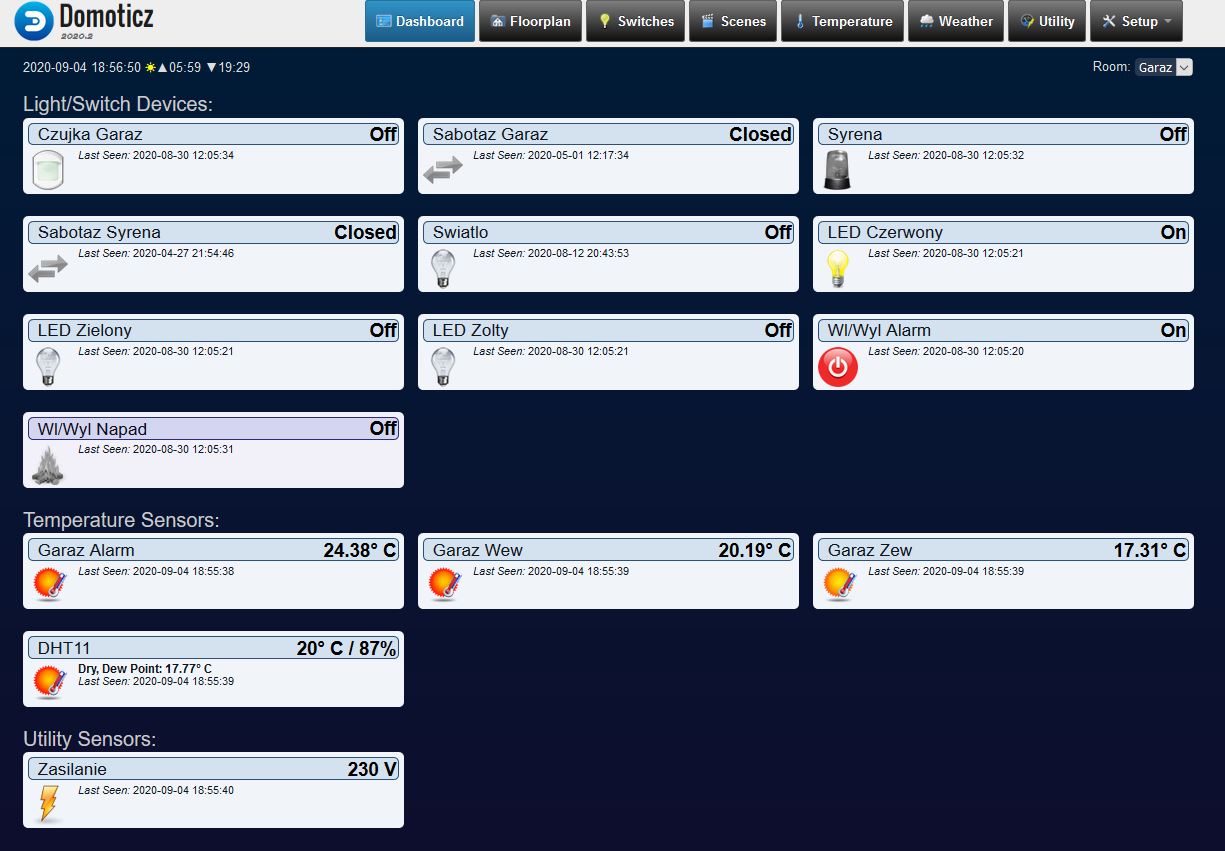 Domoticz
2020.2
Dashboard Floorplan Switches Scenes Temperature Weather Utility Setup
2020-09-04 18:56:50 ☀▲05:59 ▼19:29
Room: Garaz
Light/Switch Devices:
Czujka Garaz Off
Last Seen: 2020-08-30 12:05:34
Sabotaz Garaz Closed
Last Seen: 2020-05-01 12:17:34
Syrena Off
Last Seen: 2020-08-30 12:05:32
Sabotaz Syrena Closed
Last Seen: 2020-04-27 21:54:46
Swiatlo Off
Last Seen: 2020-08-12 20:43:53
LED Czerwony On
Last Seen: 2020-08-30 12:05:21
LED Zielony Off
Last Seen: 2020-08-30 12:05:21
LED Zolty Off
Last Seen: 2020-08-30 12:05:21
Wl/Wyl Alarm On
Last Seen: 2020-08-30 12:05:20
Wl/Wyl Napad Off
Last Seen: 2020-08-30 12:05:31
Temperature Sensors:
Garaz Alarm 24.38° C
Last Seen: 2020-09-04 18:55:38
Garaz Wew 20.19° C
Last Seen: 2020-09-04 18:55:39
Garaz Zew 17.31° C
Last Seen: 2020-09-04 18:55:39
DHT11 20° C / 87%
Dry, Dew Point: 17.77° C
Last Seen: 2020-09-04 18:55:39
Utility Sensors:
Zasilanie 230 V
Last Seen: 2020-09-04 18:55:40